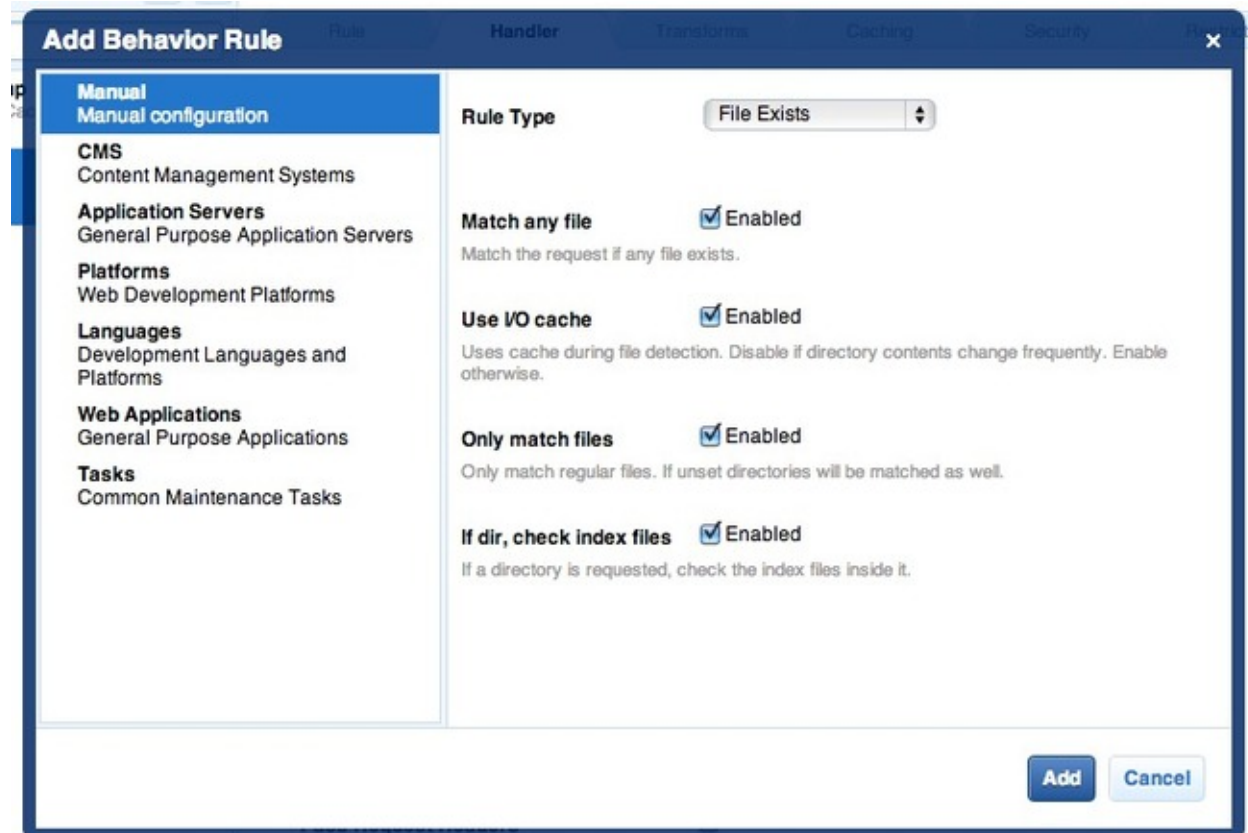 Rule
Handler
Transforms
Caching
Security
Add Behavior Rule
×
Manual
Manual configuration
CMS
Content Management Systems
Application Servers
General Purpose Application Servers
Platforms
Web Development Platforms
Languages
Development Languages and
Platforms
Web Applications
General Purpose Applications
Tasks
Common Maintenance Tasks
Rule Type
File Exists
Match any file
Enabled
Match the request if any file exists.
Use I/O cache
Enabled
Uses cache during file detection. Disable if directory contents change frequently. Enable
otherwise.
Only match files
Enabled
Only match regular files. If unset directories will be matched as well.
If dir, check index files
Enabled
If a directory is requested, check the index files inside it.
Add
Cancel